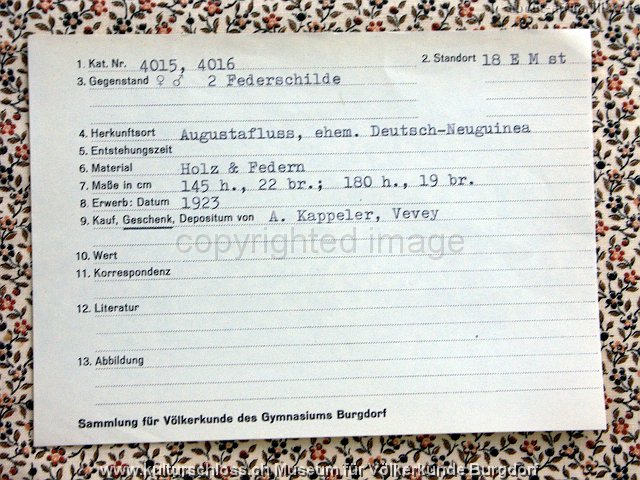 1. Kat. Nr. 4015, 4016 2. Standort 18 E M st
3. Gegenstand ♀ ♂ 2 Federschilde
4. Herkunftsort Augustafluss, ehem. Deutsch-Neuguinea
5. Entstehungszeit
6. Material Holz & Federn
7. Maße in cm 145 h., 22 br.; 180 h., 19 br.
8. Erwerb: Datum 1923
9. Kauf, Geschenk, Depositum von A. Kappeler, Vevey
copyrighted image
10. Wert
11. Korrespondenz
12. Literatur
13. Abbildung
Sammlung für Völkerkunde des Gymnasiums Burgdorf
www.kulturschloss.ch Museum für Völkerkunde Burgdorf